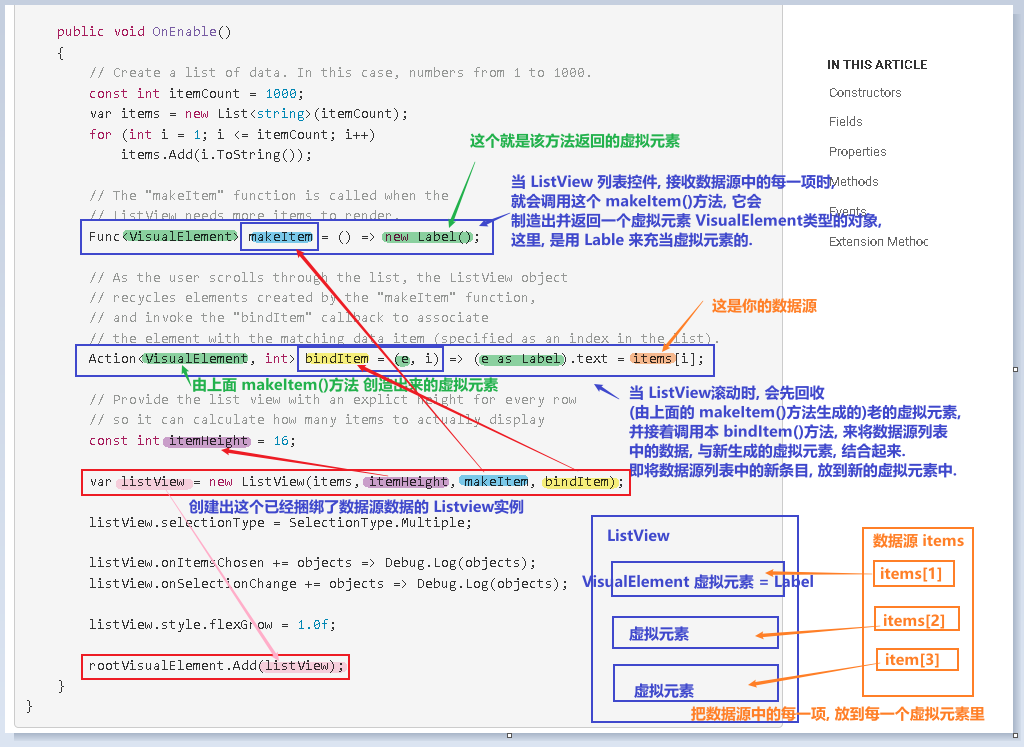 public void OnEnable()
{
// Create a list of data. In this case, numbers from 1 to 1000.
const int itemCount = 1000;
var items = new List<string>(itemCount);
for (int i = 1; i <= itemCount; i++)
items.Add(i.ToString());
这个就是该方法返回的虚拟元素
// The "makeItem" function is called when the
// ListView needs more items to render.
Func<VisualElement> makeItem = () => new Label();
当 ListView 列表控件, 接收数据源中的每一项时,
就会调用这个 makeItem()方法, 它会
制造出并返回一个虚拟元素 VisualElement类型的对象,
这里, 是用 Lable 来充当虚拟元素的.
// As the user scrolls through the list, the ListView object
// recycles elements created by the "makeItem" function,
// and invoke the "bindItem" callback to associate
// the element with the matching data item (specified as an index in the list).
这是你的数据源
Action<VisualElement, int> bindItem = (e, i) => (e as Label).text = items[i];
由上面 makeItem()方法 创造出来的虚拟元素
// Provide the list view with an explict height for every row
// so it can calculate how many items to actually display
const int itemHeight = 16;
当 ListView滚动时, 会先回收
(由上面的 makeItem()方法生成的)老的虚拟元素,
并接着调用本 bindItem()方法, 来将数据源列表
中的数据, 与新生成的虚拟元素, 结合起来.
即将数据源列表中的新条目, 放到新的虚拟元素中.
var listView = new ListView(items, itemHeight, makeItem, bindItem);
创建出这个已经捆绑了数据源数据的 Listview实例
listView.selectionType = SelectionType.Multiple;
listView.onItemsChosen += objects => Debug.Log(objects);
listView.onSelectionChange += objects => Debug.Log(objects);
listView.style.flexGrow = 1.0f;
rootVisualElement.Add(listView);
}
}
IN THIS ARTICLE
Constructors
Fields
Properties
Methods
Events
Extension Methoc
ListView
VisualElement 虚拟元素 = Label
虚拟元素
虚拟元素
数据源 items
items[1]
items[2]
item[3]
把数据源中的每一项, 放到每一个虚拟元素里